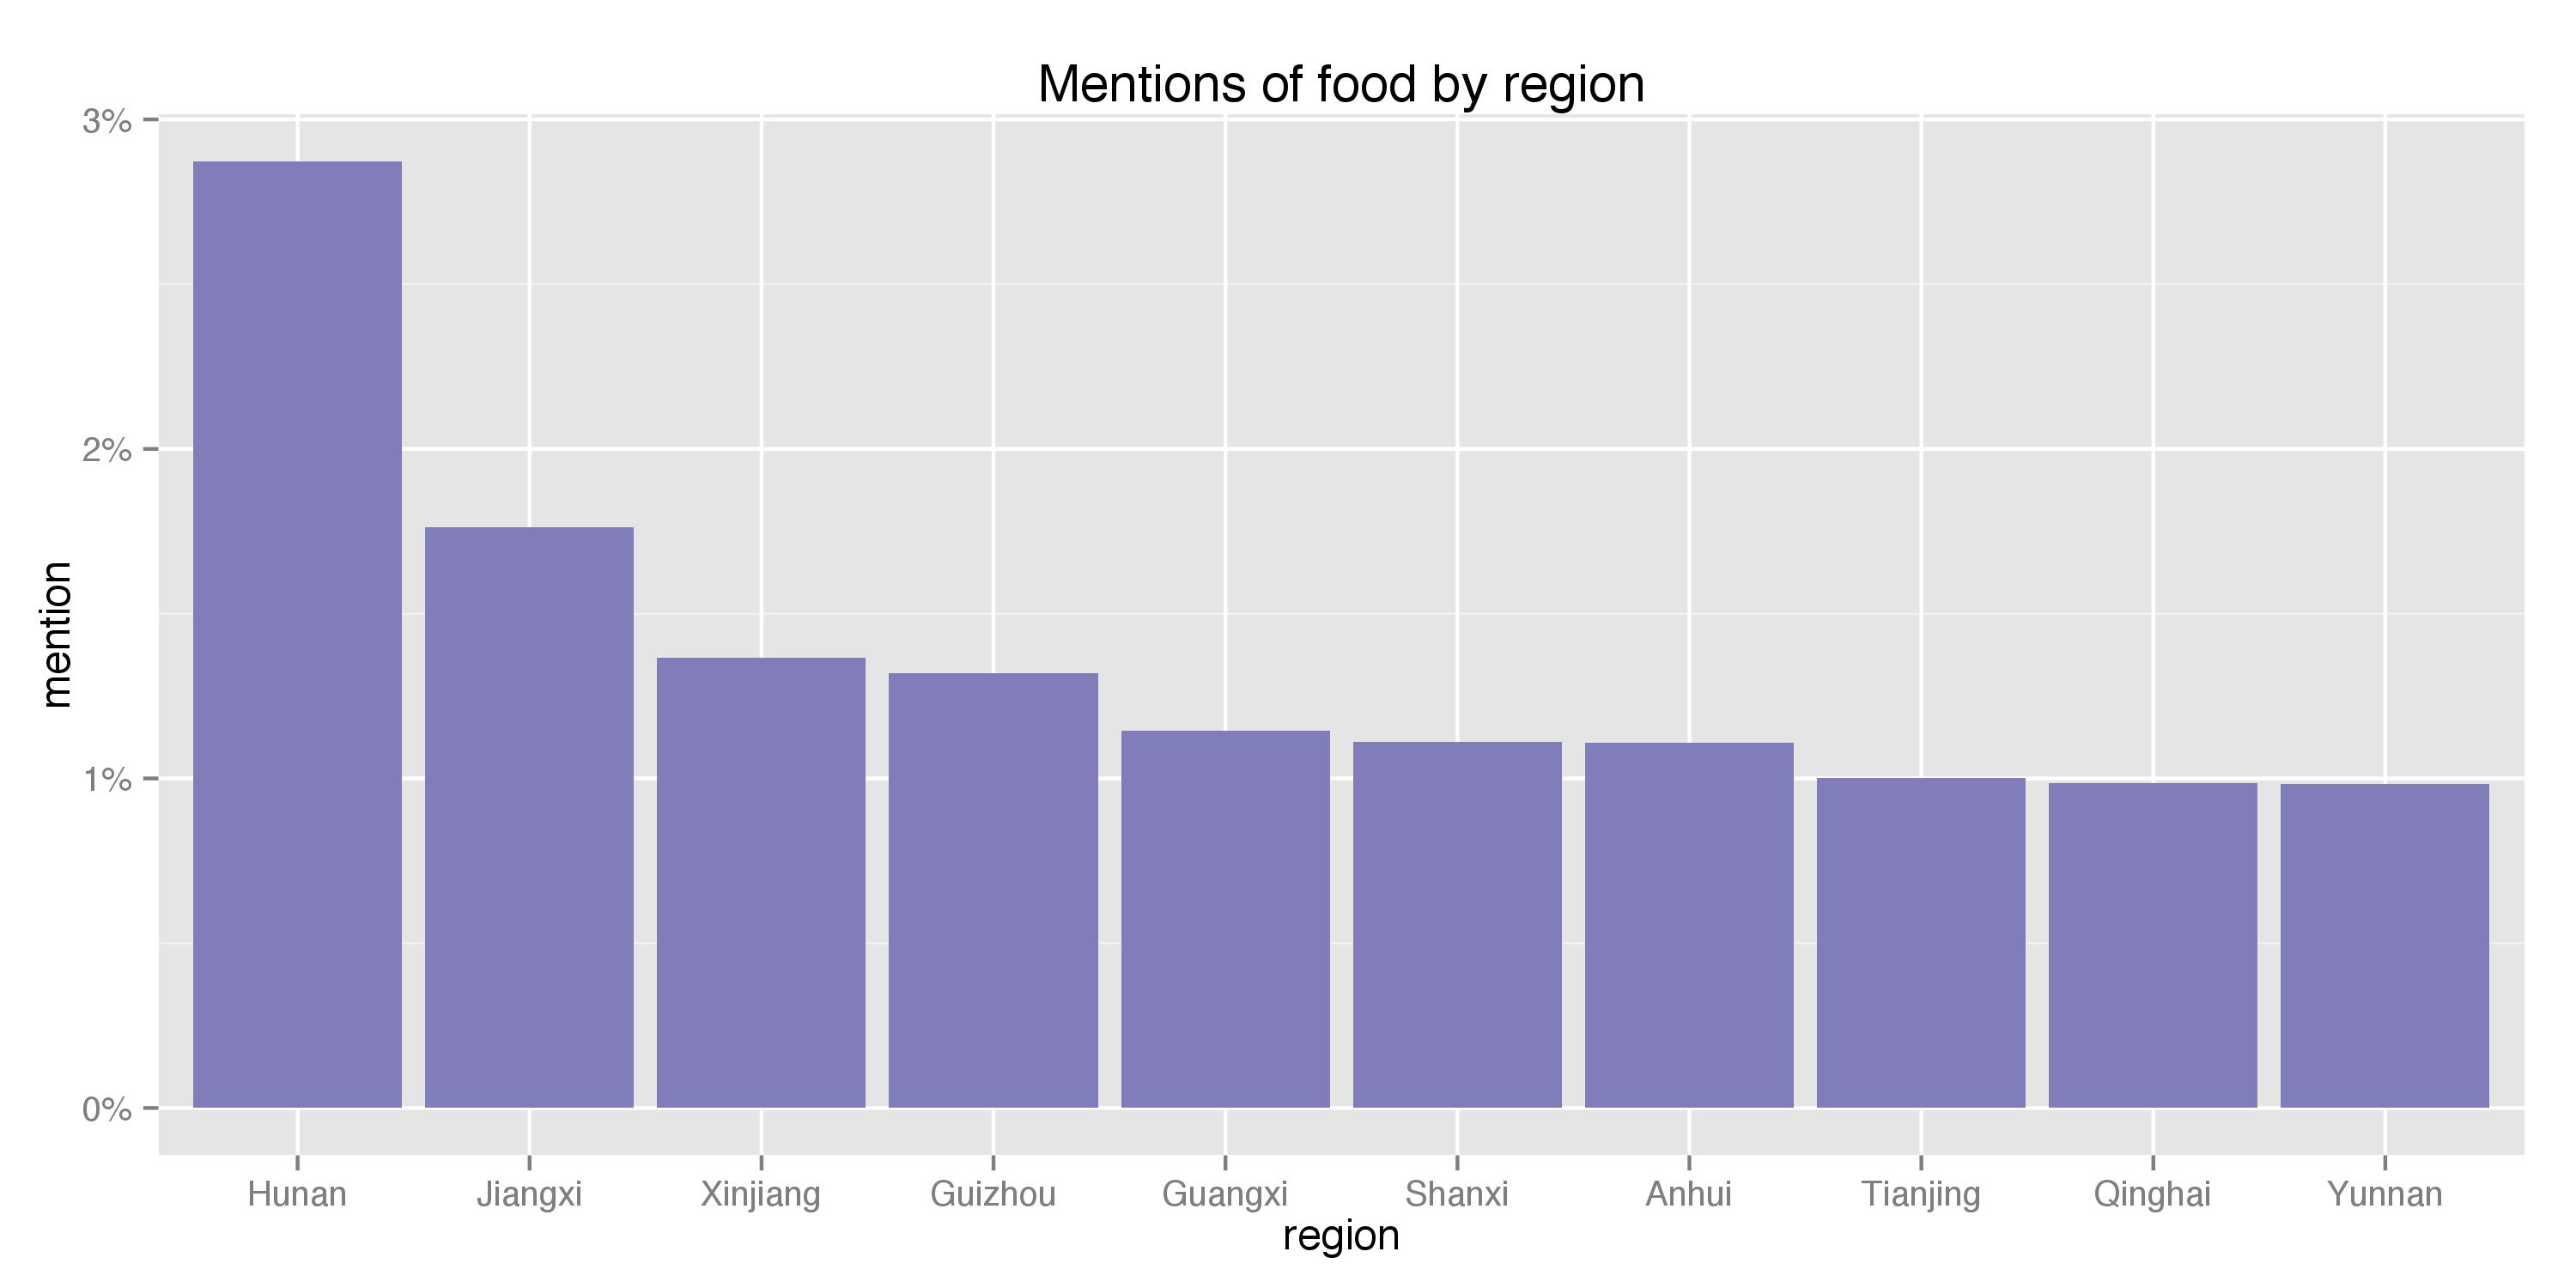 Mentions of food by region
3%
2%
1%
0%
mention
Hunan Jiangxi Xinjiang Guizhou Guangxi Shanxi Anhui Tianjing Qinghai Yunnan
region